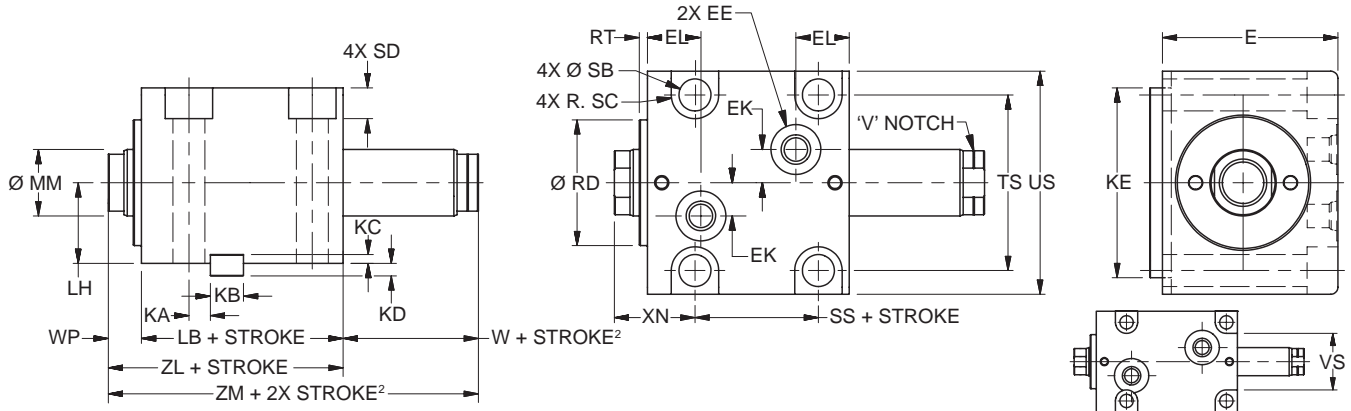 4X SD
Ø MM
LH
KC
KB
KA
KD
WP
LB + STROKE
W + STROKE²
ZL + STROKE
ZM + 2X STROKE²
2X EE
RT
EL
EL
4X Ø SB
4X R. SC
EK
'V' NOTCH
Ø RD
TS
US
EK
XN
SS + STROKE
E
KE
VS